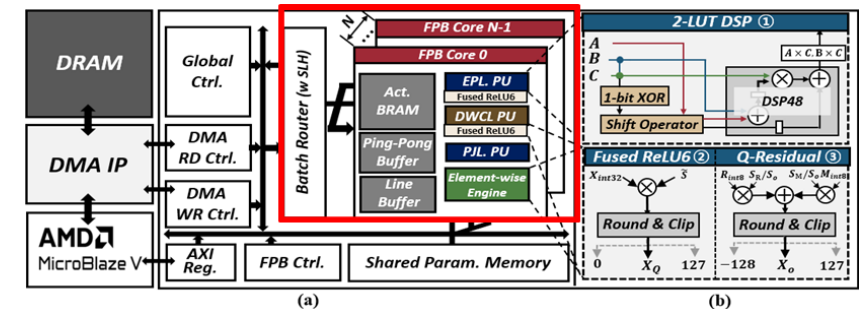 DRAM
DMA IP
AMD
MicroBlaze V
Global
Ctrl.
DMA
RD Ctrl.
DMA
WR Ctrl.
AXI
Reg.
FPB Ctrl.
Shared Param. Memory
Batch Router (w SLH)
N
FPB Core N-1
FPB Core 0
Act.
BRAM
Ping-Pong
Buffer
Line
Buffer
EPL. PU
Fused ReLU6
DWCL PU
Fused ReLU6
PJL. PU
Element-wise
Engine
(a)
2-LUT DSP ①
A
B
C
1-bit XOR
Shift Operator
DSP48
A × C, B × C
Fused ReLU6 ②
X_int32
S̄
Round & Clip
0
X_Q
127
Q-Residual ③
R_int8 S_R/S_o
S_M/S_o M_int8
Round & Clip
−128
X_o
127
(b)